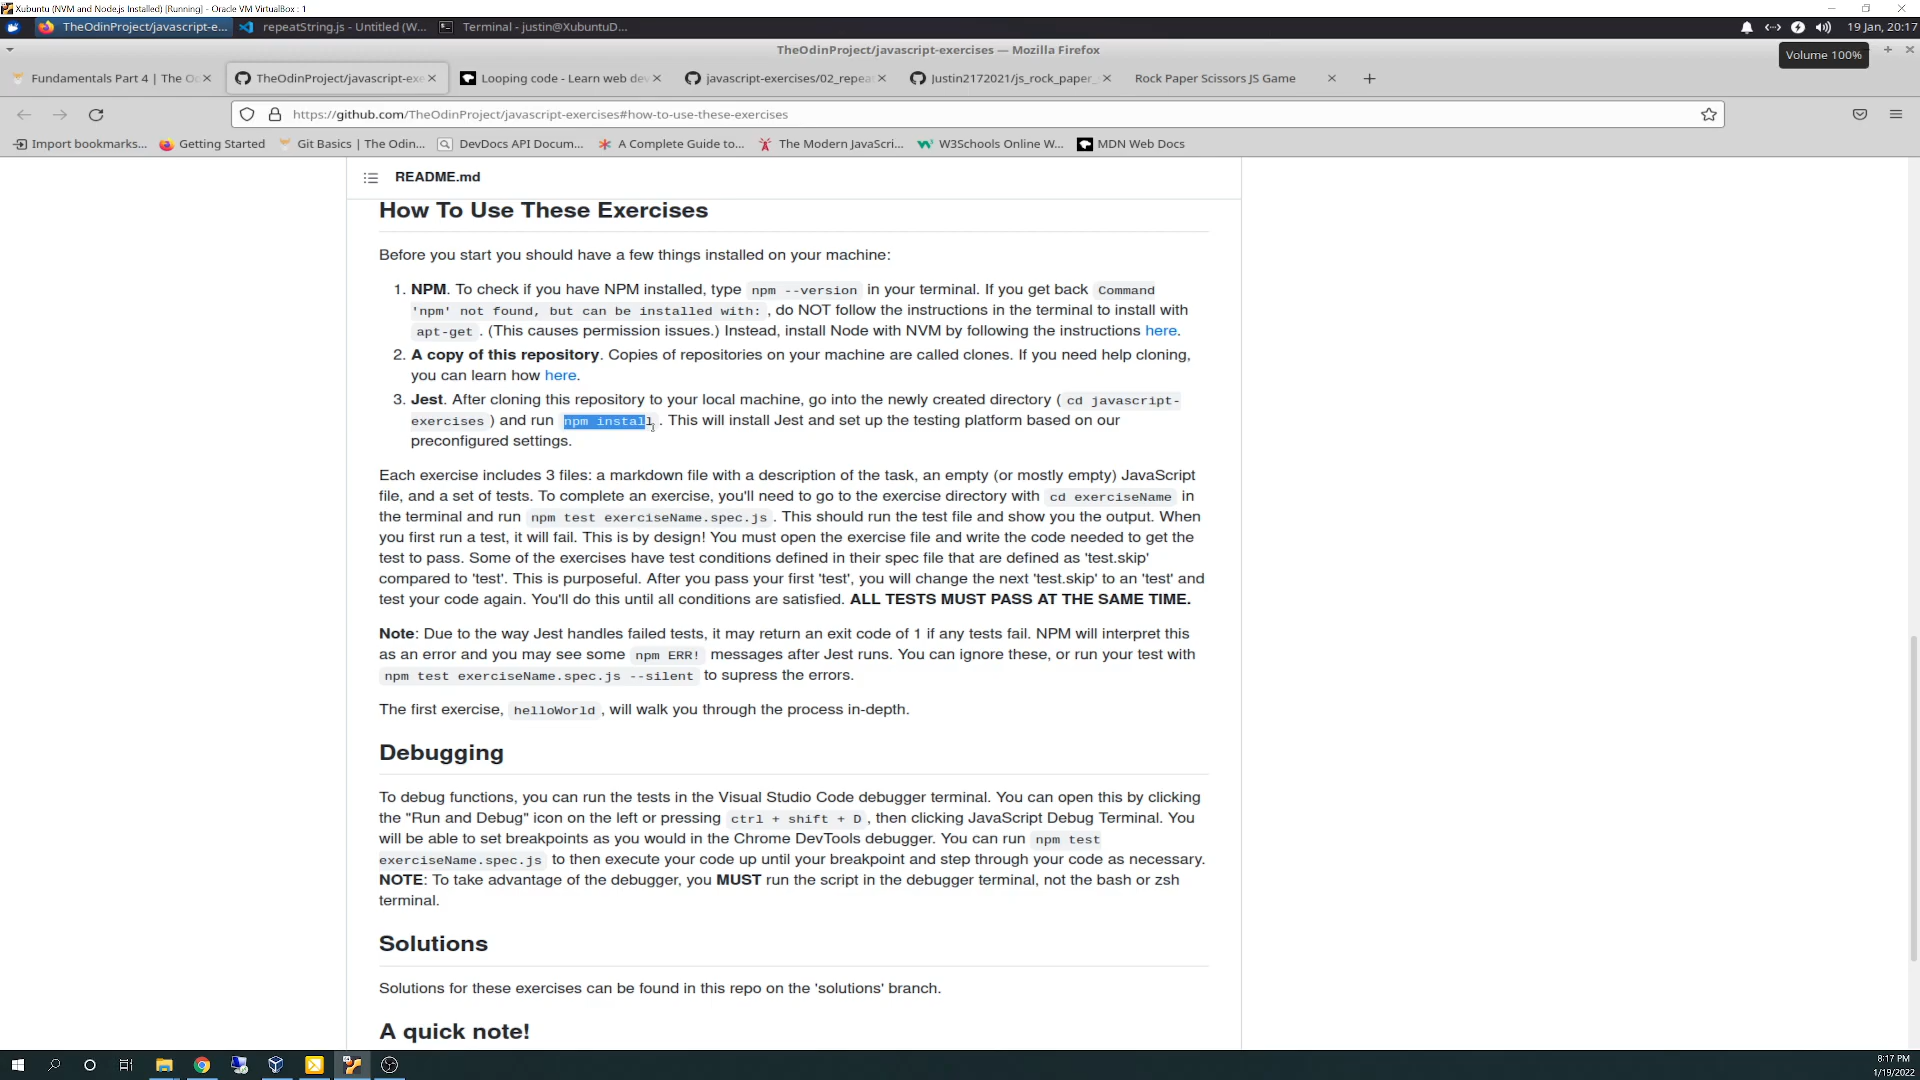 Xubuntu (NVM and Node.js Installed) [Running] - Oracle VM VirtualBox : 1
TheOdinProject/javascript-e...
repeatString.js - Untitled (W...
Terminal - justin@XubuntuD...
19 Jan, 20:17
TheOdinProject/javascript-exercises — Mozilla Firefox
Volume 100%
Fundamentals Part 4 | The O
TheOdinProject/javascript-exe
Looping code - Learn web de
javascript-exercises/02_repea
Justin2172021/js_rock_paper_
Rock Paper Scissors JS Game
https://github.com/TheOdinProject/javascript-exercises#how-to-use-these-exercises
Import bookmarks...
Getting Started
Git Basics | The Odin...
DevDocs API Docum...
A Complete Guide to...
The Modern JavaScri...
W3Schools Online W...
MDN Web Docs
README.md
How To Use These Exercises
Before you start you should have a few things installed on your machine:
1. NPM. To check if you have NPM installed, type npm --version in your terminal. If you get back Command
'npm' not found, but can be installed with: , do NOT follow the instructions in the terminal to install with
apt-get . (This causes permission issues.) Instead, install Node with NVM by following the instructions here.
2. A copy of this repository. Copies of repositories on your machine are called clones. If you need help cloning,
you can learn how here.
3. Jest. After cloning this repository to your local machine, go into the newly created directory ( cd javascript-
exercises ) and run npm install . This will install Jest and set up the testing platform based on our
preconfigured settings.
Each exercise includes 3 files: a markdown file with a description of the task, an empty (or mostly empty) JavaScript
file, and a set of tests. To complete an exercise, you'll need to go to the exercise directory with cd exerciseName in
the terminal and run npm test exerciseName.spec.js . This should run the test file and show you the output. When
you first run a test, it will fail. This is by design! You must open the exercise file and write the code needed to get the
test to pass. Some of the exercises have test conditions defined in their spec file that are defined as 'test.skip'
compared to 'test'. This is purposeful. After you pass your first 'test', you will change the next 'test.skip' to an 'test' and
test your code again. You'll do this until all conditions are satisfied. ALL TESTS MUST PASS AT THE SAME TIME.
Note: Due to the way Jest handles failed tests, it may return an exit code of 1 if any tests fail. NPM will interpret this
as an error and you may see some npm ERR! messages after Jest runs. You can ignore these, or run your test with
npm test exerciseName.spec.js --silent to supress the errors.
The first exercise, helloWorld , will walk you through the process in-depth.
Debugging
To debug functions, you can run the tests in the Visual Studio Code debugger terminal. You can open this by clicking
the "Run and Debug" icon on the left or pressing ctrl + shift + D , then clicking JavaScript Debug Terminal. You
will be able to set breakpoints as you would in the Chrome DevTools debugger. You can run npm test
exerciseName.spec.js to then execute your code up until your breakpoint and step through your code as necessary.
NOTE: To take advantage of the debugger, you MUST run the script in the debugger terminal, not the bash or zsh
terminal.
Solutions
Solutions for these exercises can be found in this repo on the 'solutions' branch.
A quick note!
8:17 PM
1/19/2022